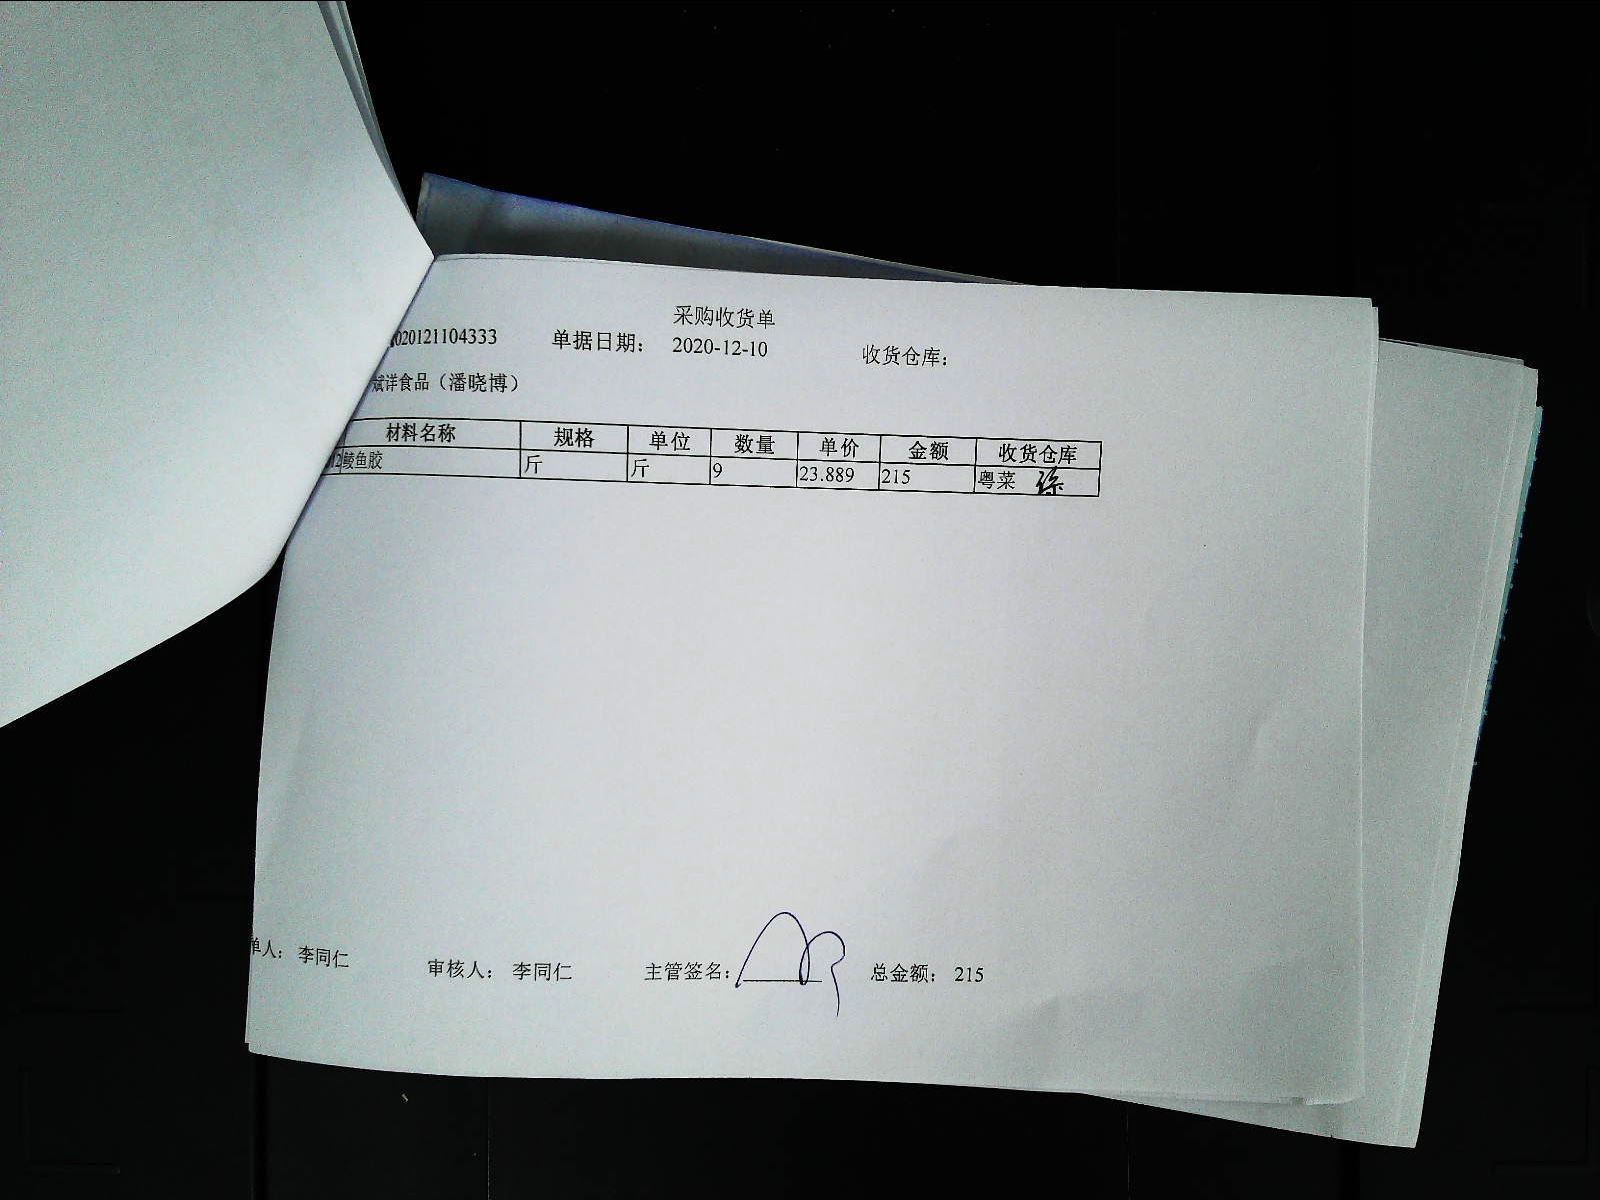 采购收货单
020121104333 单据日期: 2020-12-10 收货仓库:
斌洋食品（潘晓博）
材料名称 规格 单位 数量 单价 金额 收货仓库
鲮鱼胶 斤 斤 9 23.889 215 粤菜
单人: 李同仁 审核人: 李同仁 主管签名: 总金额: 215